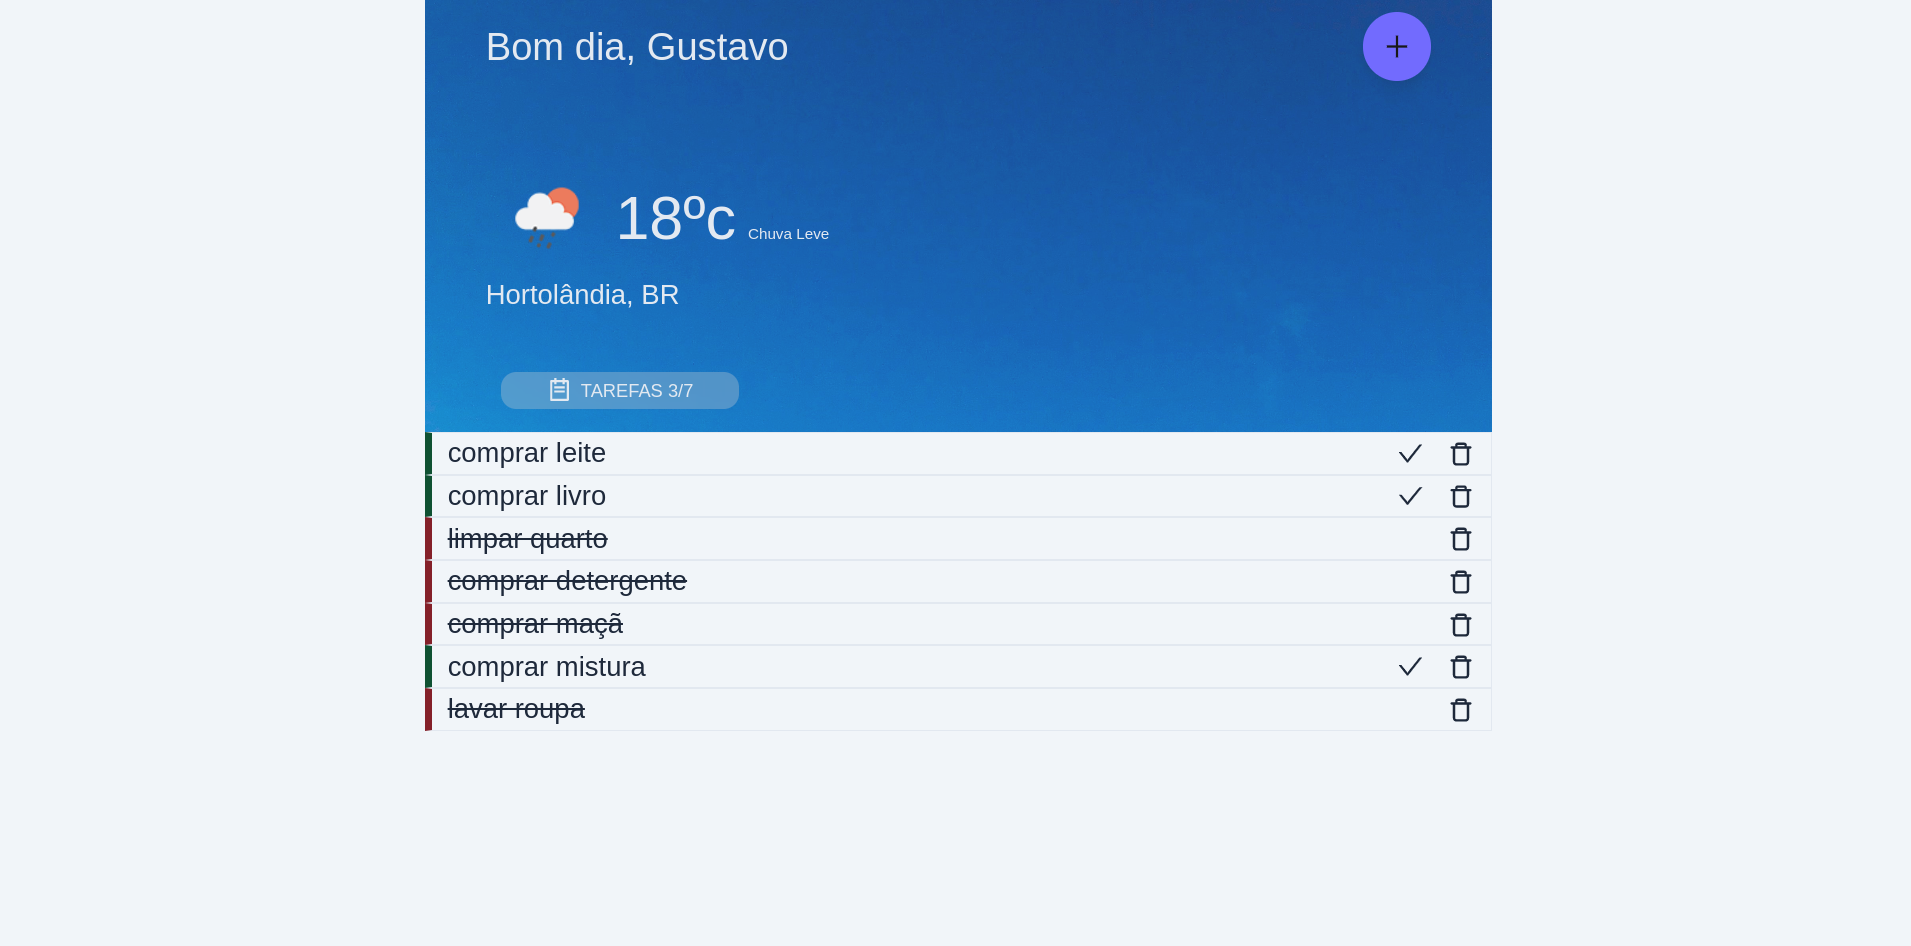 Bom dia, Gustavo
18ºc Chuva Leve
Hortolândia, BR
TAREFAS 3/7
comprar leite
comprar livro
limpar quarto
comprar detergente
comprar maçã
comprar mistura
lavar roupa